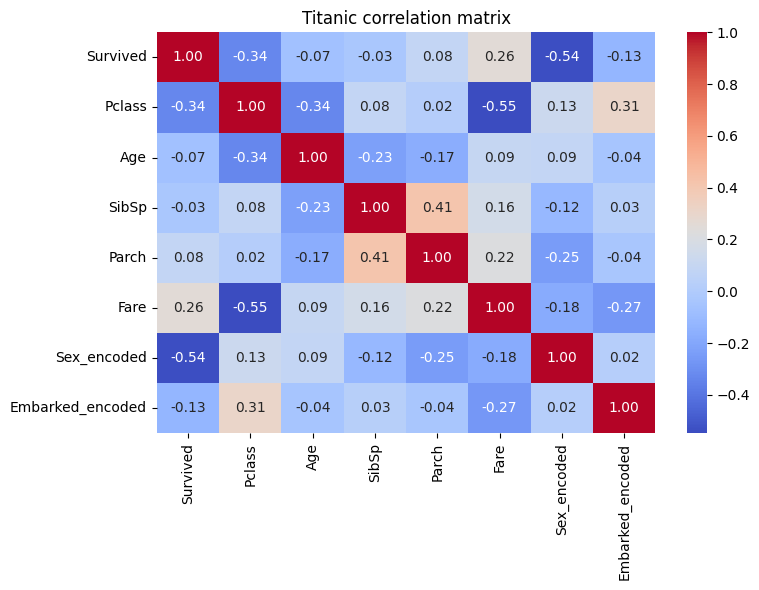 Titanic correlation matrix
Survived 1.00 -0.34 -0.07 -0.03 0.08 0.26 -0.54 -0.13
Pclass -0.34 1.00 -0.34 0.08 0.02 -0.55 0.13 0.31
Age -0.07 -0.34 1.00 -0.23 -0.17 0.09 0.09 -0.04
SibSp -0.03 0.08 -0.23 1.00 0.41 0.16 -0.12 0.03
Parch 0.08 0.02 -0.17 0.41 1.00 0.22 -0.25 -0.04
Fare 0.26 -0.55 0.09 0.16 0.22 1.00 -0.18 -0.27
Sex_encoded -0.54 0.13 0.09 -0.12 -0.25 -0.18 1.00 0.02
Embarked_encoded -0.13 0.31 -0.04 0.03 -0.04 -0.27 0.02 1.00
Survived
Pclass
Age
SibSp
Parch
Fare
Sex_encoded
Embarked_encoded
1.0
0.8
0.6
0.4
0.2
0.0
−0.2
−0.4